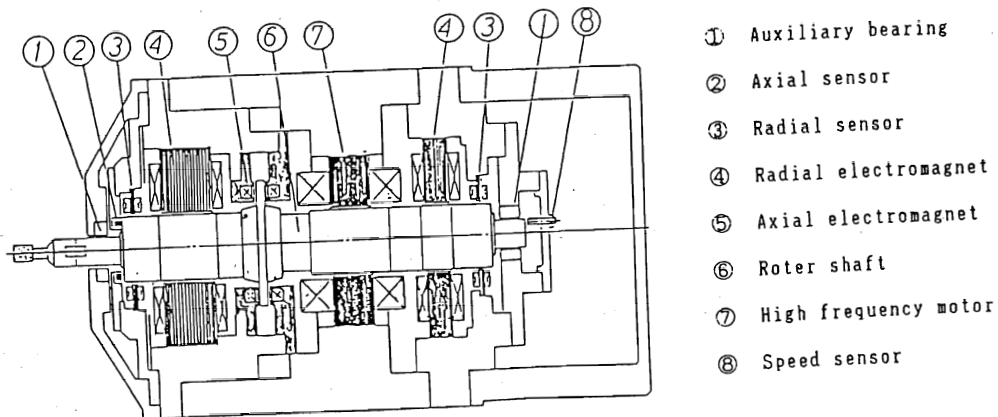 ① ② ③ ④ ⑤ ⑥ ⑦ ④ ③ ① ⑧
① Auxiliary bearing
② Axial sensor
③ Radial sensor
④ Radial electromagnet
⑤ Axial electromagnet
⑥ Roter shaft
⑦ High frequency motor
⑧ Speed sensor